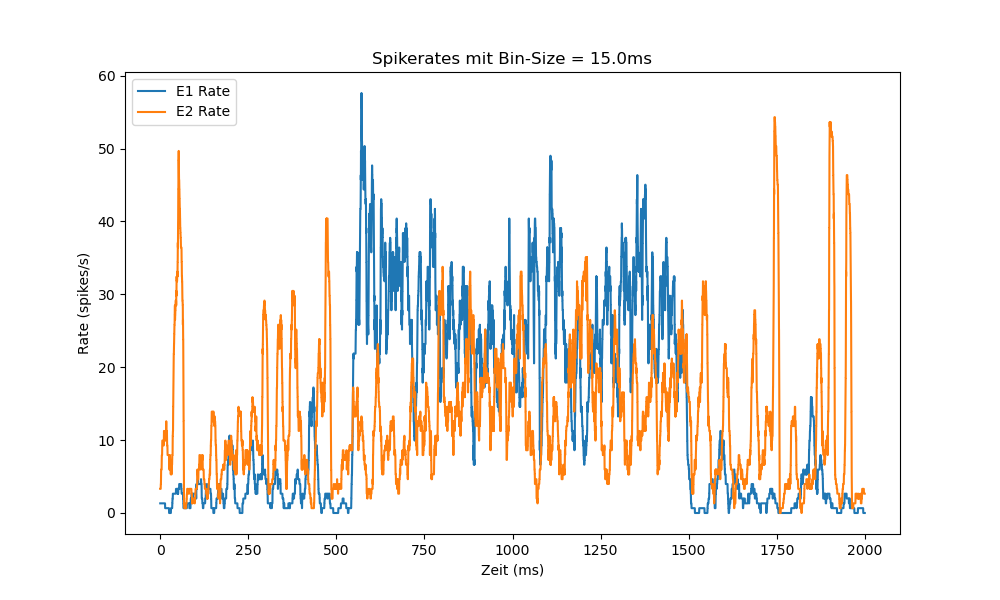 Spikerates mit Bin-Size = 15.0ms
E1 Rate
E2 Rate
60
50
40
30
20
10
0
Rate (spikes/s)
0 250 500 750 1000 1250 1500 1750 2000
Zeit (ms)